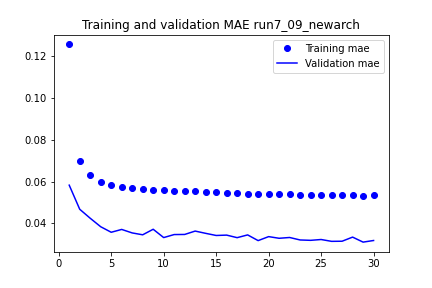 Training and validation MAE run7_09_newarch
Training mae
Validation mae
0.12
0.10
0.08
0.06
0.04
0 5 10 15 20 25 30